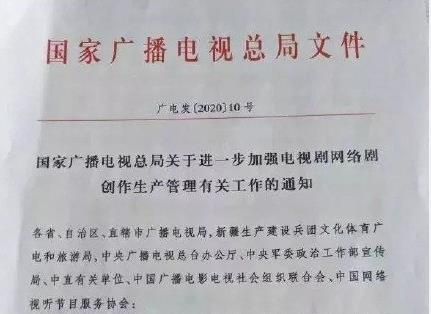 国家广播电视总局文件
广电发〔2020〕10号
国家广播电视总局关于进一步加强电视剧网络剧
创作生产管理有关工作的通知
各省、自治区、直辖市广播电视局,新疆生产建设兵团文化体育广
电和旅游局,中央广播电视总台办公厅、中央军委政治工作部宣传
局、中直有关单位、中国广播电影电视社会组织联合会、中国网络
视听节目服务协会: